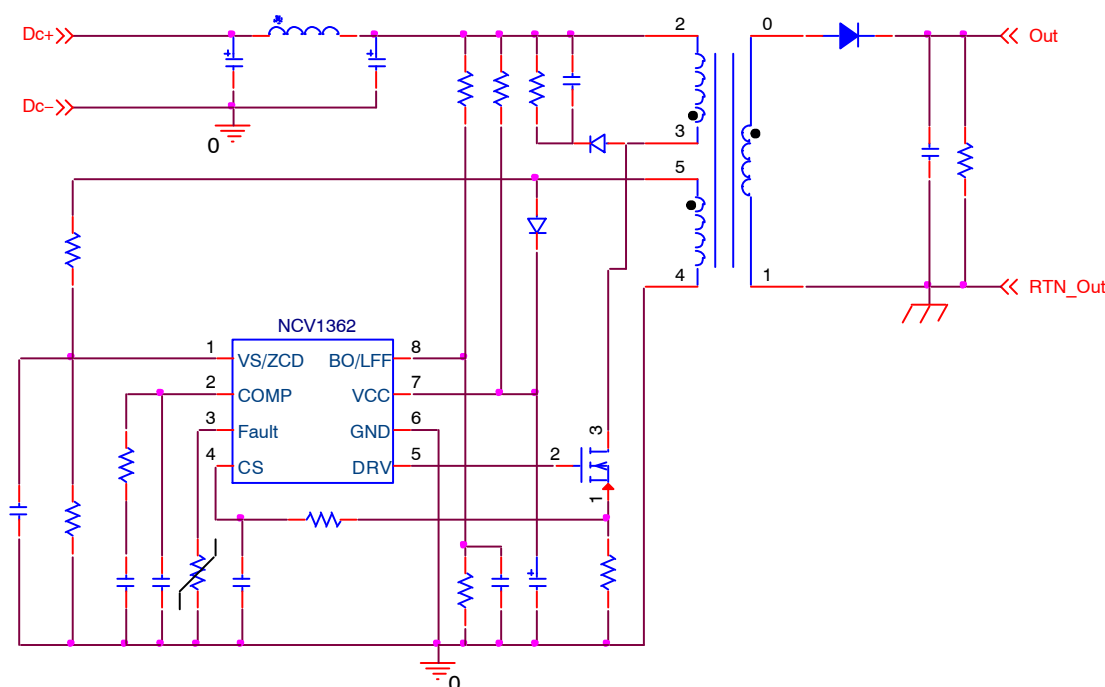 Dc+
2
0
Out
Dc−
0
3
5
4
1
RTN_Out
NCV1362
1 VS/ZCD BO/LFF 8
2 COMP VCC 7
3 Fault GND 6
4 CS DRV 5
2
3
1
0